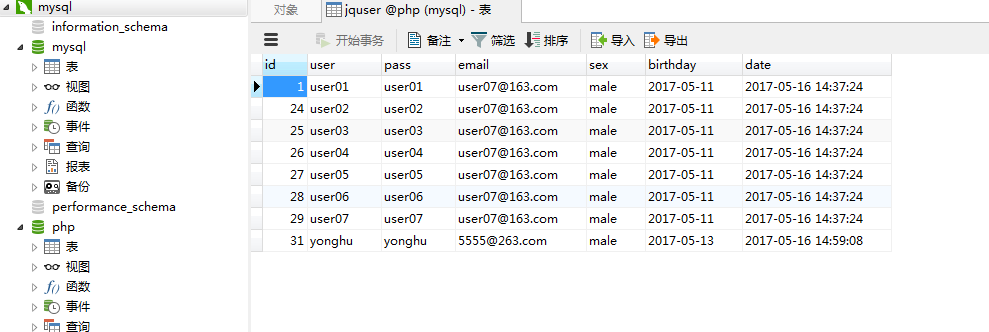 mysql
information_schema
mysql
表
视图
函数
事件
查询
报表
备份
performance_schema
php
表
视图
函数
事件
查询
对象 jquser @php (mysql) - 表
开始事务 备注 筛选 排序 导入 导出
id user pass email sex birthday date
1 user01 user01 user07@163.com male 2017-05-11 2017-05-16 14:37:24
24 user02 user02 user07@163.com male 2017-05-11 2017-05-16 14:37:24
25 user03 user03 user07@163.com male 2017-05-11 2017-05-16 14:37:24
26 user04 user04 user07@163.com male 2017-05-11 2017-05-16 14:37:24
27 user05 user05 user07@163.com male 2017-05-11 2017-05-16 14:37:24
28 user06 user06 user07@163.com male 2017-05-11 2017-05-16 14:37:24
29 user07 user07 user07@163.com male 2017-05-11 2017-05-16 14:37:24
31 yonghu yonghu 5555@263.com male 2017-05-13 2017-05-16 14:59:08